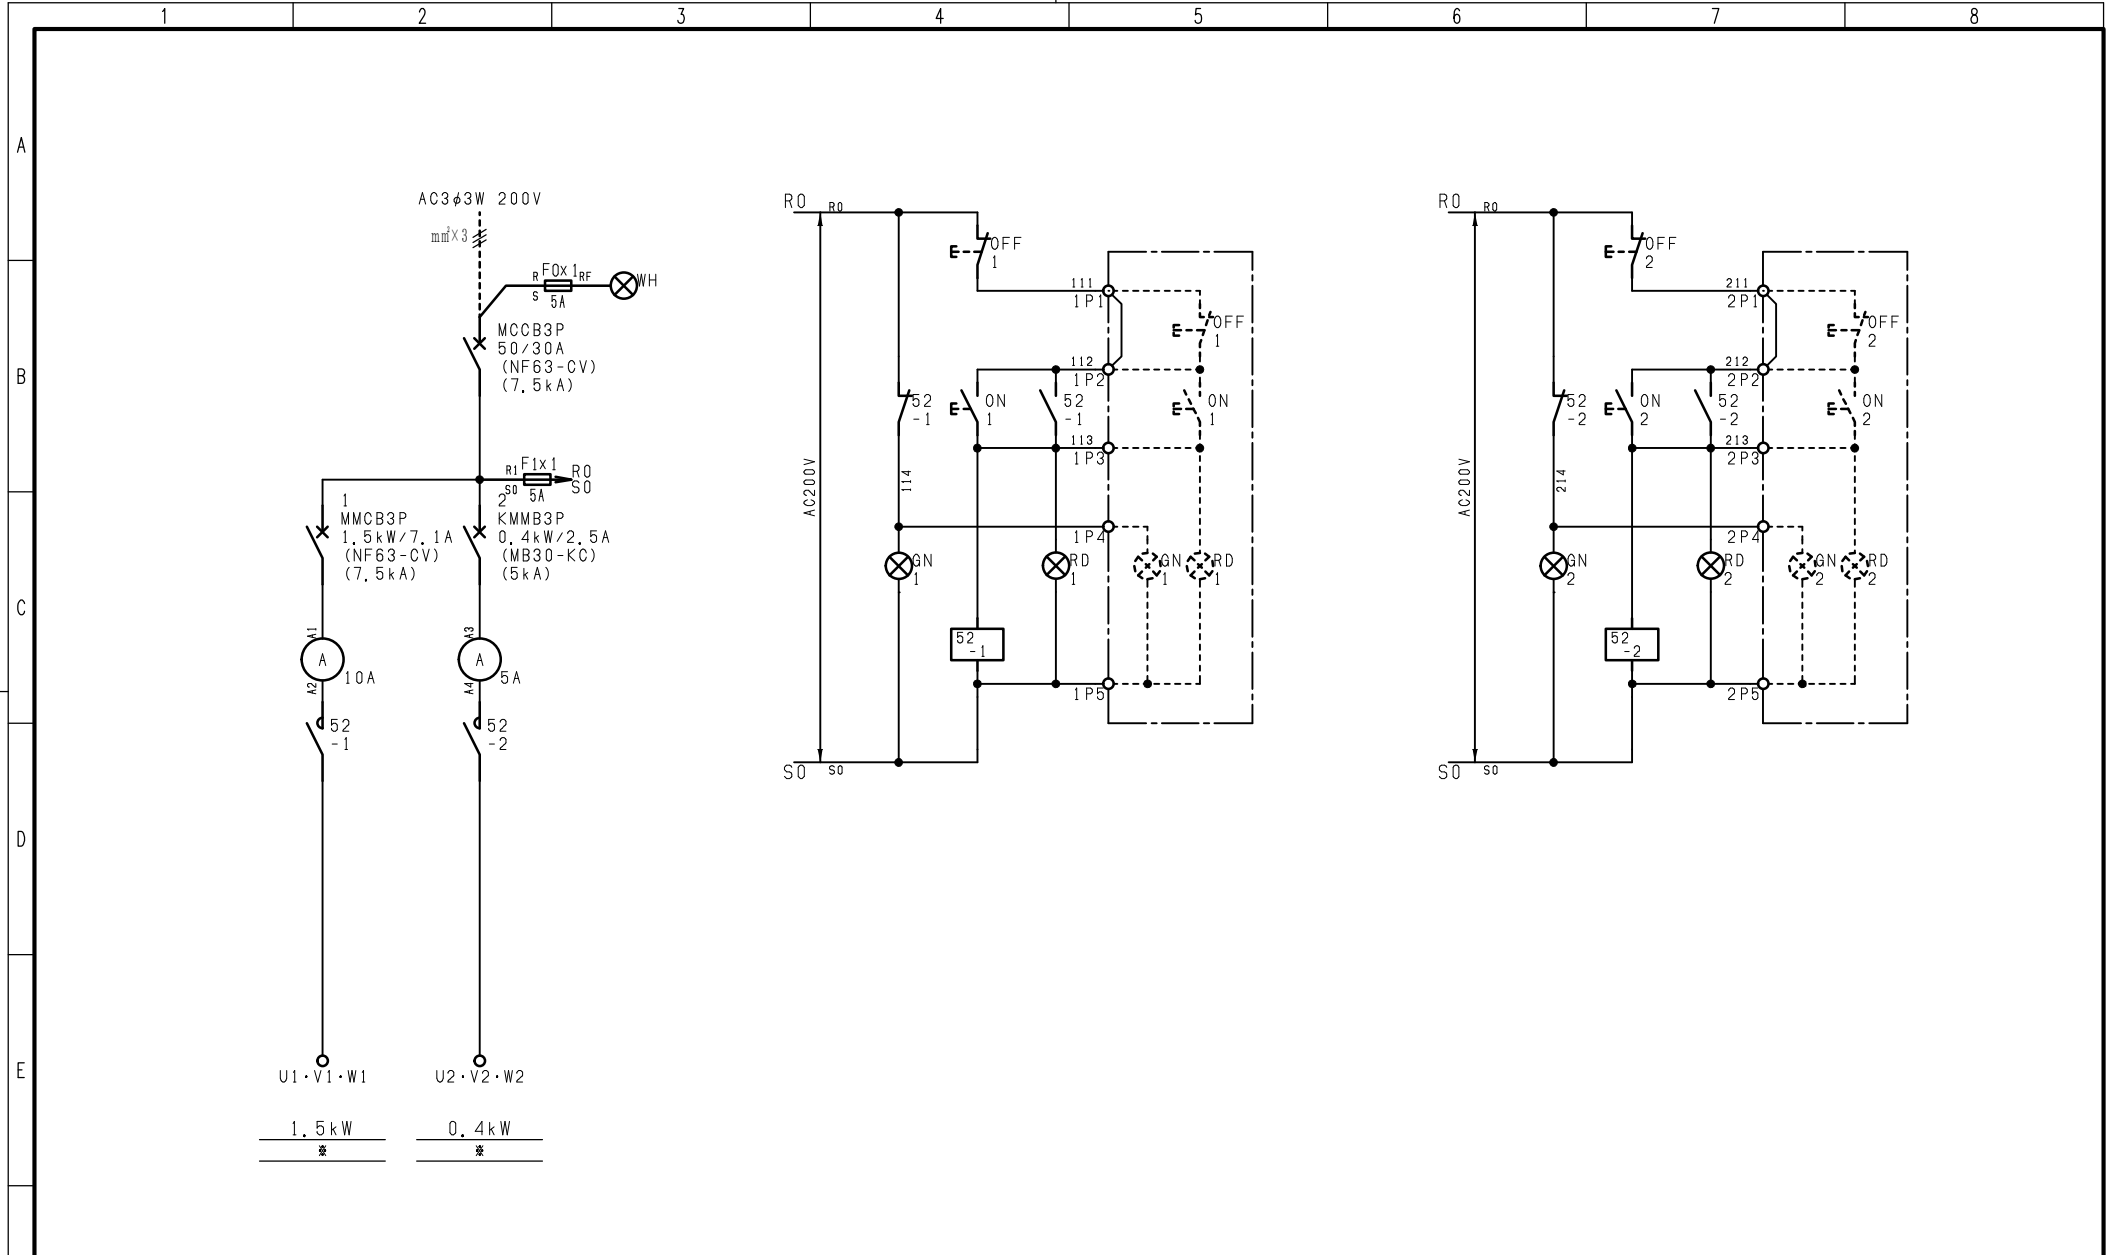 1 2 3 4 5 6 7 8
A
B
C
D
E
AC3φ3W 200V
mm²×3
R F0×1 RF
S 5A
WH
MCCB3P
50/30A
(NF63-CV)
(7.5kA)
R1 F1×1 R0
S0 5A S0
1
MMCB3P
1.5kW/7.1A
(NF63-CV)
(7.5kA)
2
KMMB3P
0.4kW/2.5A
(MB30-KC)
(5kA)
A1
A
10A
A2
A3
A
5A
A4
52
-1
52
-2
U1・V1・W1
U2・V2・W2
1.5kW
※
0.4kW
※
R0 R0
OFF
1
111
1P1
OFF
1
112
1P2
52
-1
ON
1
52
-1
ON
1
113
1P3
AC200V
114
1P4
GN
1
RD
1
GN
1
RD
1
52
-1
1P5
S0 S0
R0 R0
OFF
2
211
2P1
OFF
2
212
2P2
52
-2
ON
2
52
-2
ON
2
213
2P3
AC200V
214
2P4
GN
2
RD
2
GN
2
RD
2
52
-2
2P5
S0 S0